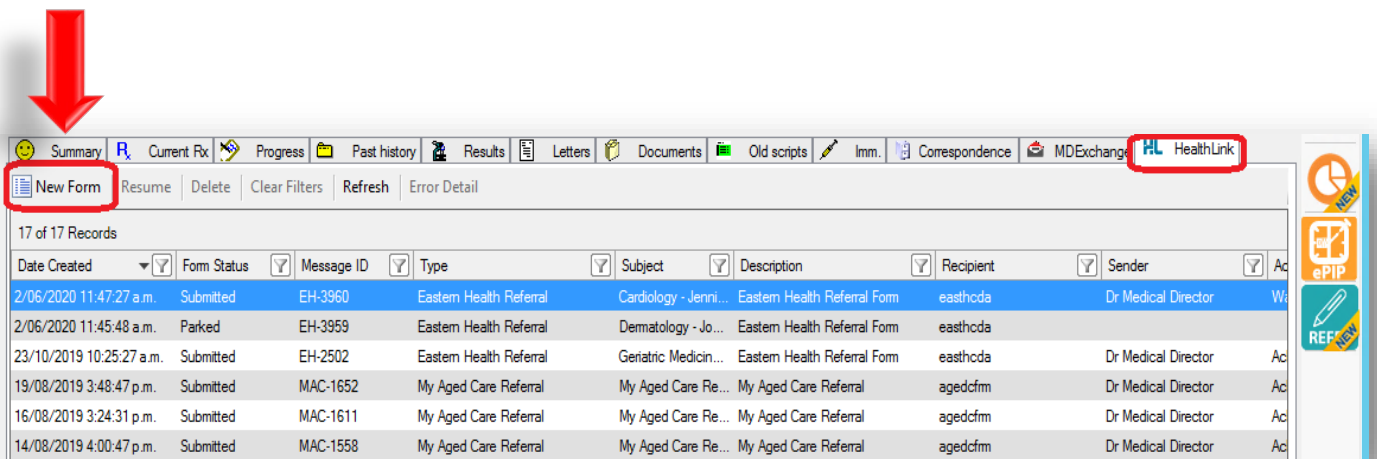 Summary Rx Current Rx Progress Past history Results Letters Documents Old scripts Imm. Correspondence MDExchange HL HealthLink
New Form Resume Delete Clear Filters Refresh Error Detail
NEW
17 of 17 Records
Date Created Form Status Message ID Type Subject Description Recipient Sender Ac
ePIP
2/06/2020 11:47:27 a.m. Submitted EH-3960 Eastern Health Referral Cardiology - Jenni... Eastern Health Referral Form easthcda Dr Medical Director Wa
2/06/2020 11:45:48 a.m. Parked EH-3959 Eastern Health Referral Dermatology - Jo... Eastern Health Referral Form easthcda
NEW
23/10/2019 10:25:27 a.m. Submitted EH-2502 Eastern Health Referral Geriatric Medicin... Eastern Health Referral Form easthcda Dr Medical Director Ac
19/08/2019 3:48:47 p.m. Submitted MAC-1652 My Aged Care Referral My Aged Care Re... My Aged Care Referral agedcfrm Dr Medical Director Ac
16/08/2019 3:24:31 p.m. Submitted MAC-1611 My Aged Care Referral My Aged Care Re... My Aged Care Referral agedcfrm Dr Medical Director Ac
14/08/2019 4:00:47 p.m. Submitted MAC-1558 My Aged Care Referral My Aged Care Re... My Aged Care Referral agedcfrm Dr Medical Director Ac